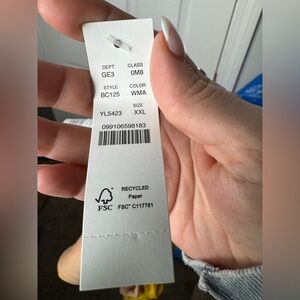 DEPT CLASS
GE3 0M8
STYLE COLOR
BC125 WMA
SIZE
YL5423 XXL
099106598183
RECYCLED
Paper
FSC® C117781
FSC